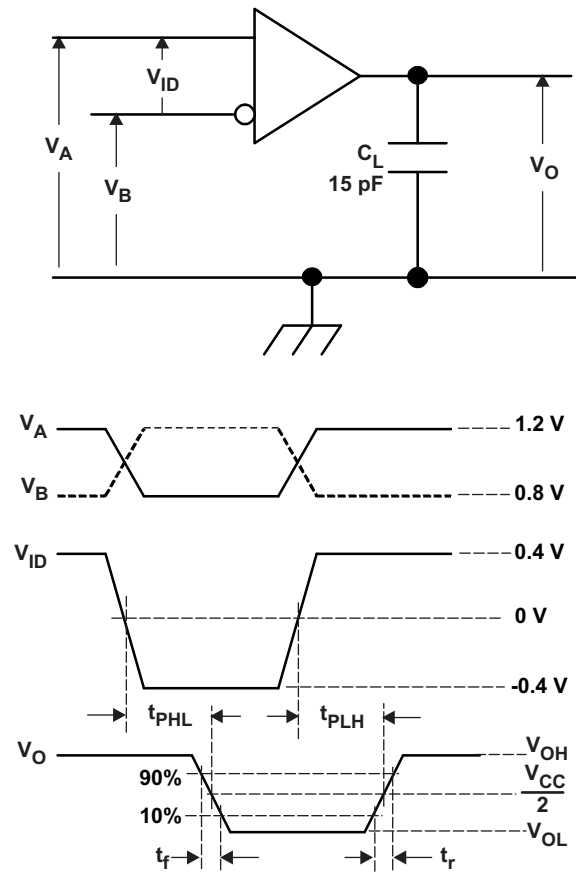 V_ID
V_A
V_B
C_L
15 pF
V_O
V_A
1.2 V
V_B
0.8 V
V_ID
0.4 V
0 V
-0.4 V
t_PHL
t_PLH
V_O
V_OH
90%
V_CC
2
10%
V_OL
t_f
t_r